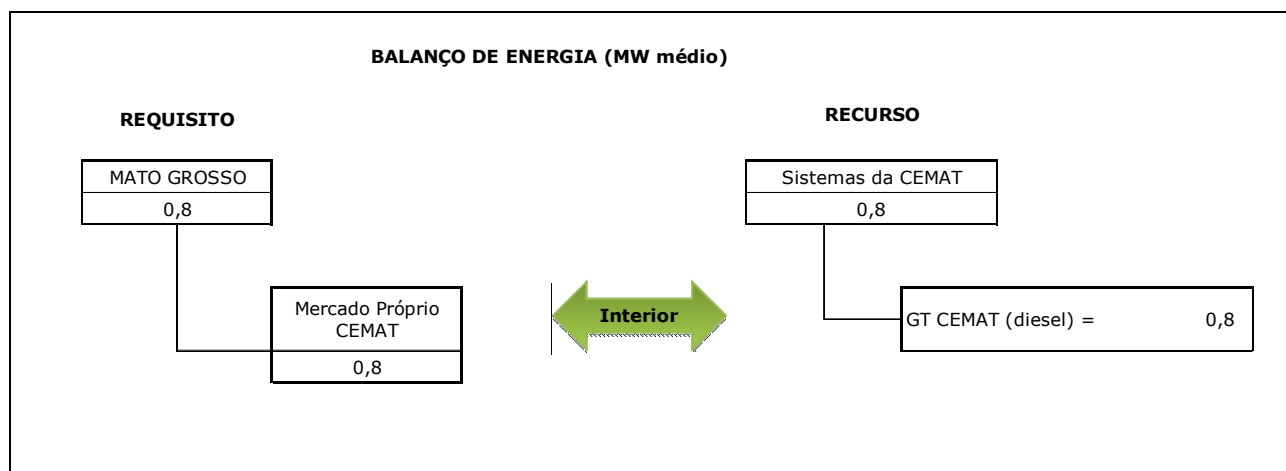 BALANÇO DE ENERGIA (MW médio)
REQUISITO
RECURSO
MATO GROSSO
0,8
Sistemas da CEMAT
0,8
Mercado Próprio
CEMAT
0,8
Interior
GT CEMAT (diesel) = 0,8